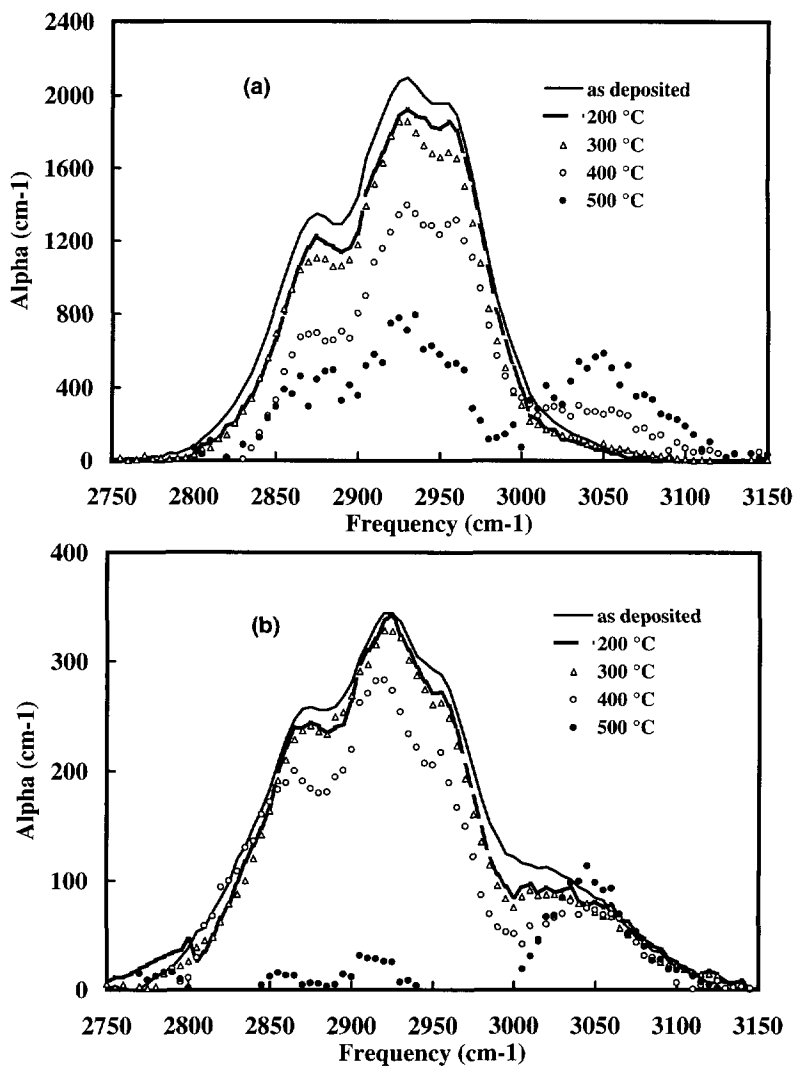 2400
2000
1600
1200
800
400
0
Alpha (cm-1)
(a)
as deposited
200 °C
300 °C
400 °C
500 °C
2750 2800 2850 2900 2950 3000 3050 3100 3150
Frequency (cm-1)
400
300
200
100
0
Alpha (cm-1)
(b)
as deposited
200 °C
300 °C
400 °C
500 °C
2750 2800 2850 2900 2950 3000 3050 3100 3150
Frequency (cm-1)